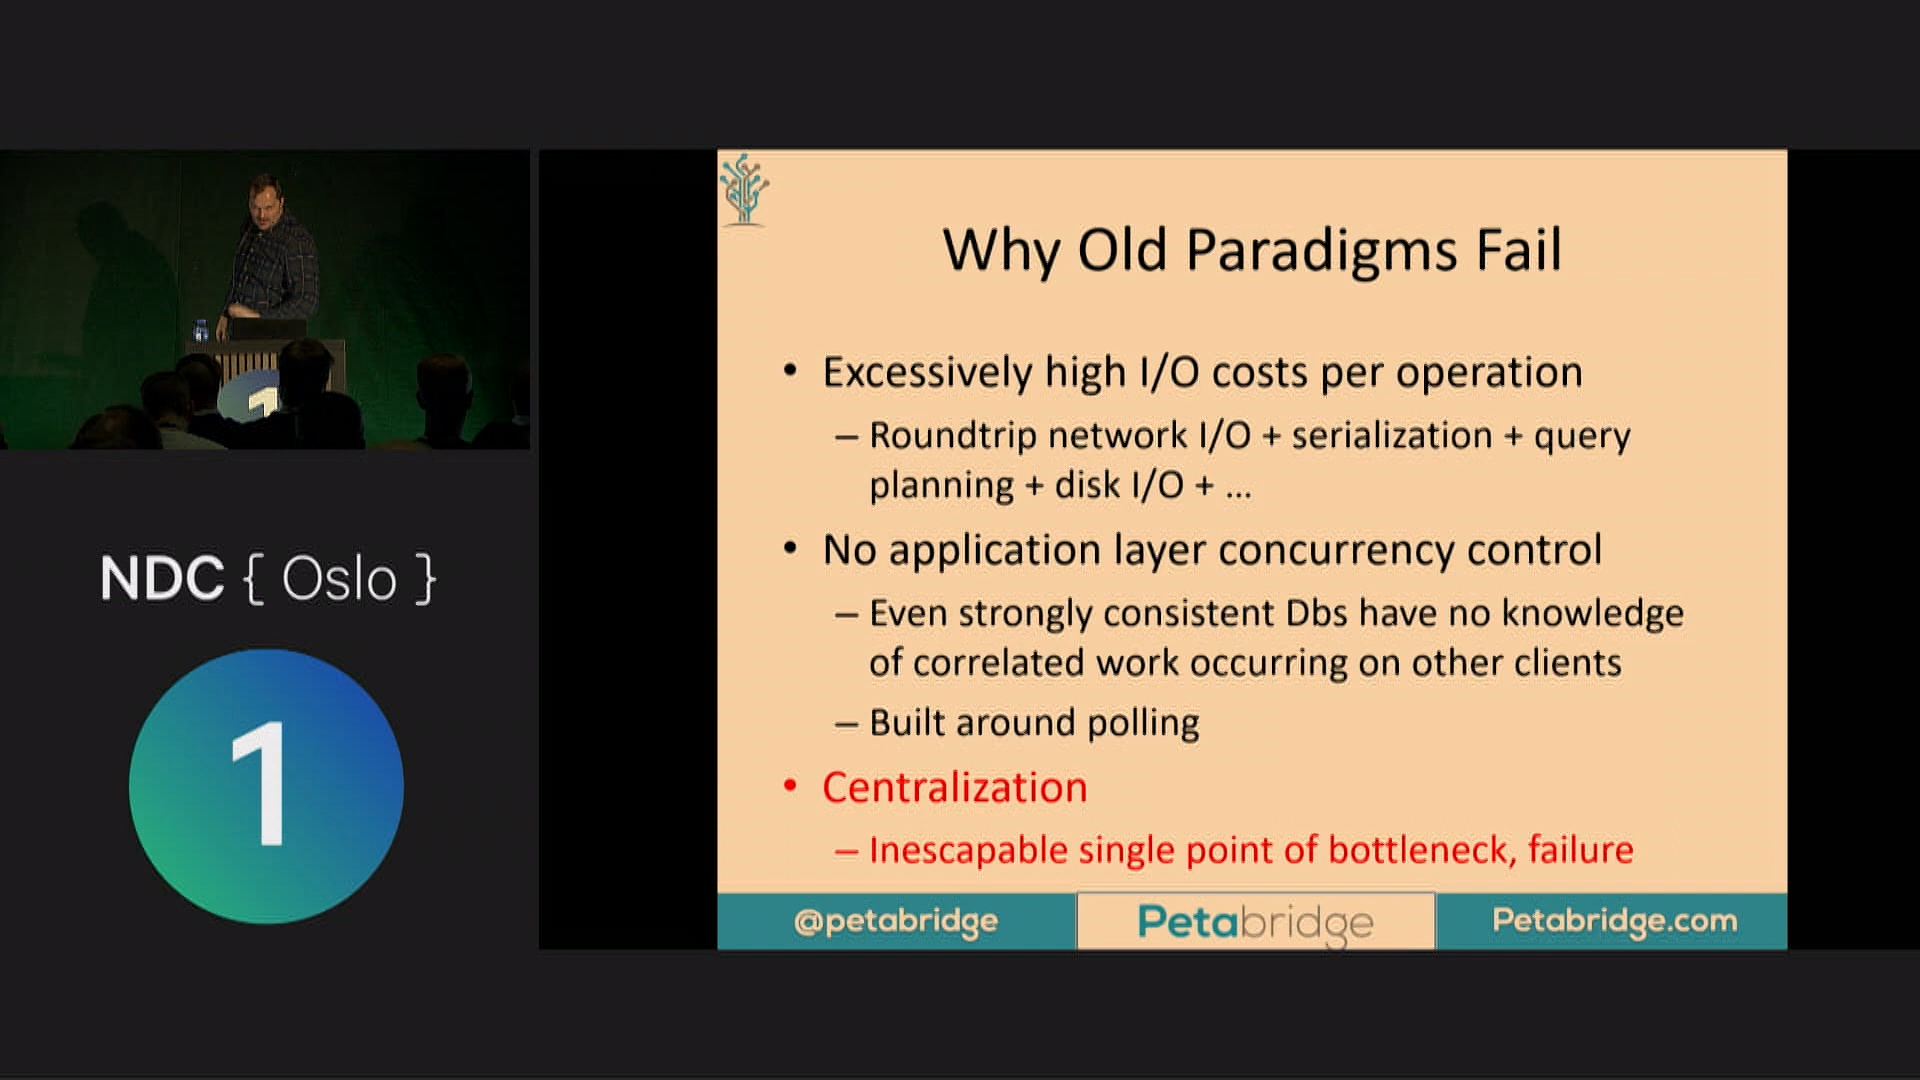 Why Old Paradigms Fail
• Excessively high I/O costs per operation
– Roundtrip network I/O + serialization + query
planning + disk I/O + ...
• No application layer concurrency control
– Even strongly consistent Dbs have no knowledge
of correlated work occurring on other clients
– Built around polling
• Centralization
– Inescapable single point of bottleneck, failure
@petabridge
Petabridge
Petabridge.com
NDC { Oslo }
1
1